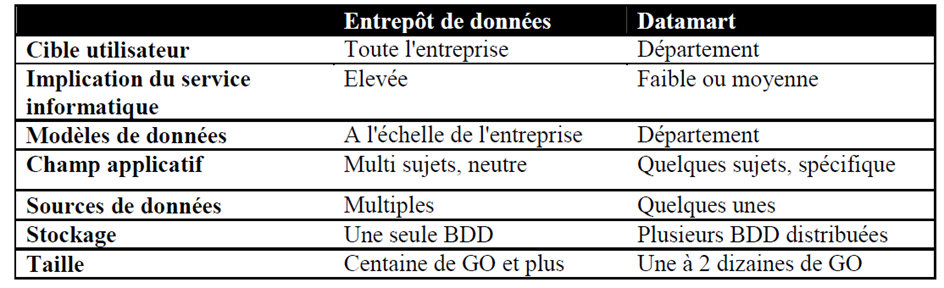 Entrepôt de données Datamart
Cible utilisateur Toute l'entreprise Département
Implication du service Elevée Faible ou moyenne
informatique
Modèles de données A l'échelle de l'entreprise Département
Champ applicatif Multi sujets, neutre Quelques sujets, spécifique
Sources de données Multiples Quelques unes
Stockage Une seule BDD Plusieurs BDD distribuées
Taille Centaine de GO et plus Une à 2 dizaines de GO